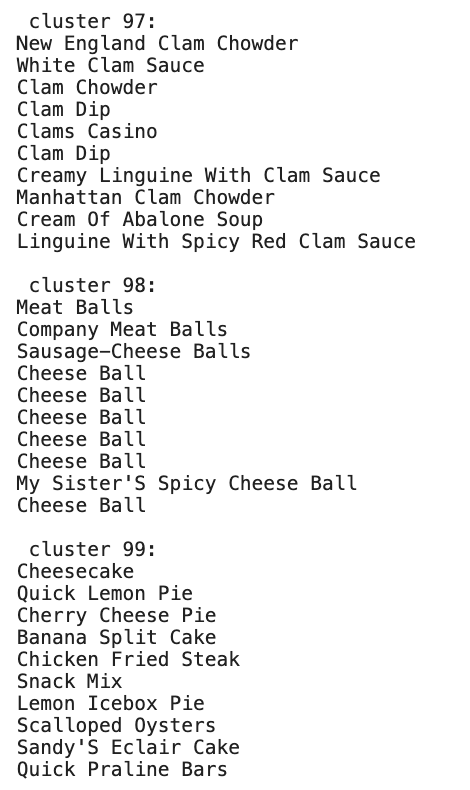 cluster 97:
New England Clam Chowder
White Clam Sauce
Clam Chowder
Clam Dip
Clams Casino
Clam Dip
Creamy Linguine With Clam Sauce
Manhattan Clam Chowder
Cream Of Abalone Soup
Linguine With Spicy Red Clam Sauce

cluster 98:
Meat Balls
Company Meat Balls
Sausage-Cheese Balls
Cheese Ball
Cheese Ball
Cheese Ball
Cheese Ball
Cheese Ball
My Sister'S Spicy Cheese Ball
Cheese Ball

cluster 99:
Cheesecake
Quick Lemon Pie
Cherry Cheese Pie
Banana Split Cake
Chicken Fried Steak
Snack Mix
Lemon Icebox Pie
Scalloped Oysters
Sandy'S Eclair Cake
Quick Praline Bars